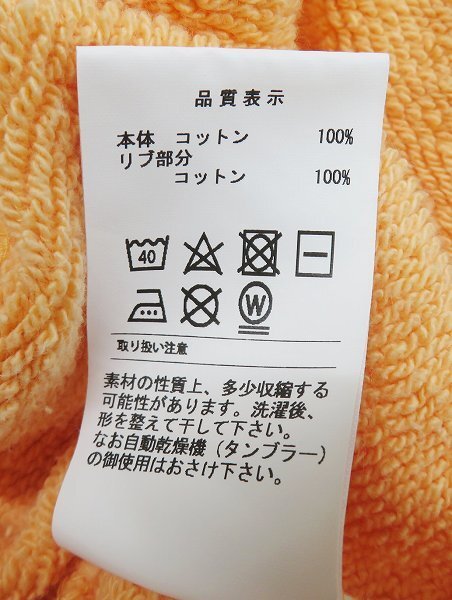 品質表示
本体 コットン 100%
リブ部分
コットン 100%
40
W
取り扱い注意
素材の性質上、多少収縮する
可能性があります。洗濯後、
形を整えて干して下さい。
なお自動乾燥機（タンブラー）
の御使用はおさけ下さい。